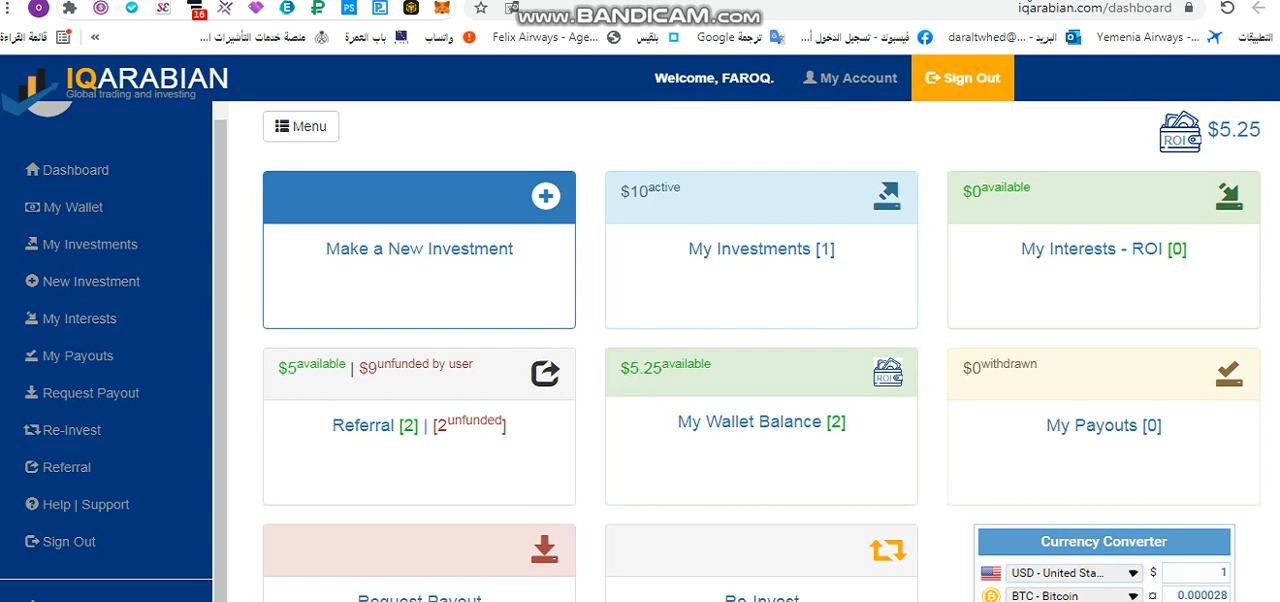 www.BANDICAM.com
iqarabian.com/dashboard
16
قائمة القراءة
»
منصة خدمات التأشيرات ا...
باب العمرة
واتساب
Felix Airways - Age...
بلقيس
ترجمة Google
فيسبوك - تسجيل الدخول أ...
البريد - daraltwhed@...
Yemenia Airways -...
التطبيقات
IQARABIAN
Global trading and investing
Welcome, FAROQ.
My Account
Sign Out
Dashboard
My Wallet
My Investments
New Investment
My Interests
My Payouts
Request Payout
Re-Invest
Referral
Help | Support
Sign Out
Menu
ROI
$5.25
Make a New Investment
$10active
My Investments [1]
$0available
My Interests - ROI [0]
$5available | $9unfunded by user
Referral [2] | [2unfunded]
$5.25available
ROI
My Wallet Balance [2]
$0withdrawn
My Payouts [0]
Request Payout
Re-Invest
Currency Converter
USD - United Sta... $ 1
BTC - Bitcoin 0.000028